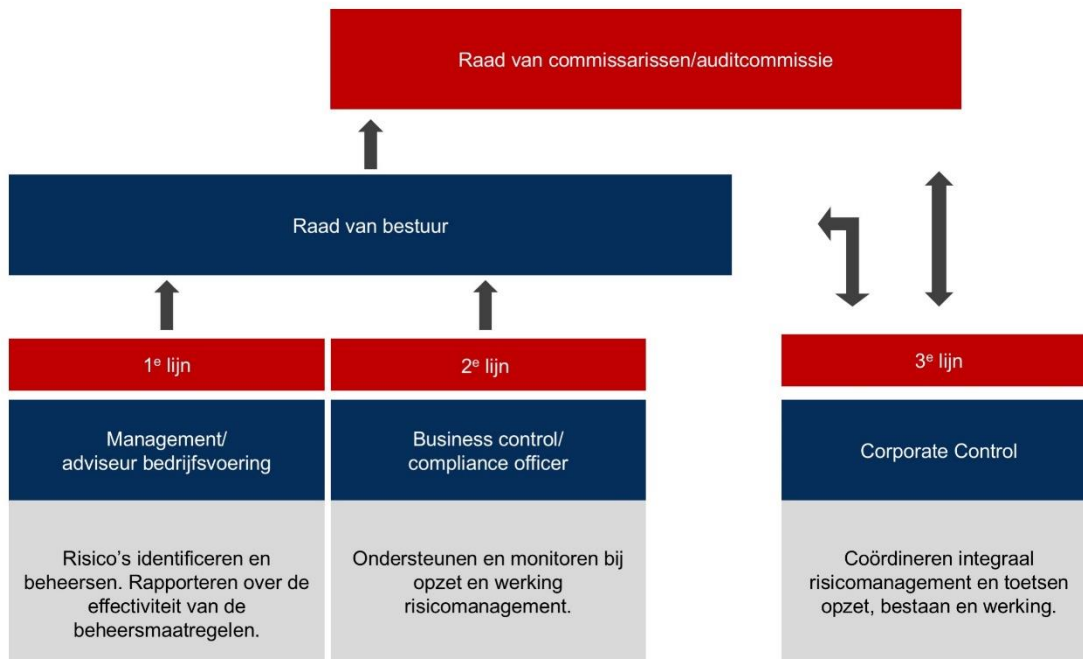 Raad van commissarissen/auditcommissie
Raad van bestuur
1e lijn
2e lijn
3e lijn
Management/
adviseur bedrijfsvoering
Business control/
compliance officer
Corporate Control
Risico’s identificeren en
beheersen. Rapporteren over de
effectiviteit van de
beheersmaatregelen.
Ondersteunen en monitoren bij
opzet en werking
risicomanagement.
Coördineren integraal
risicomanagement en toetsen
opzet, bestaan en werking.